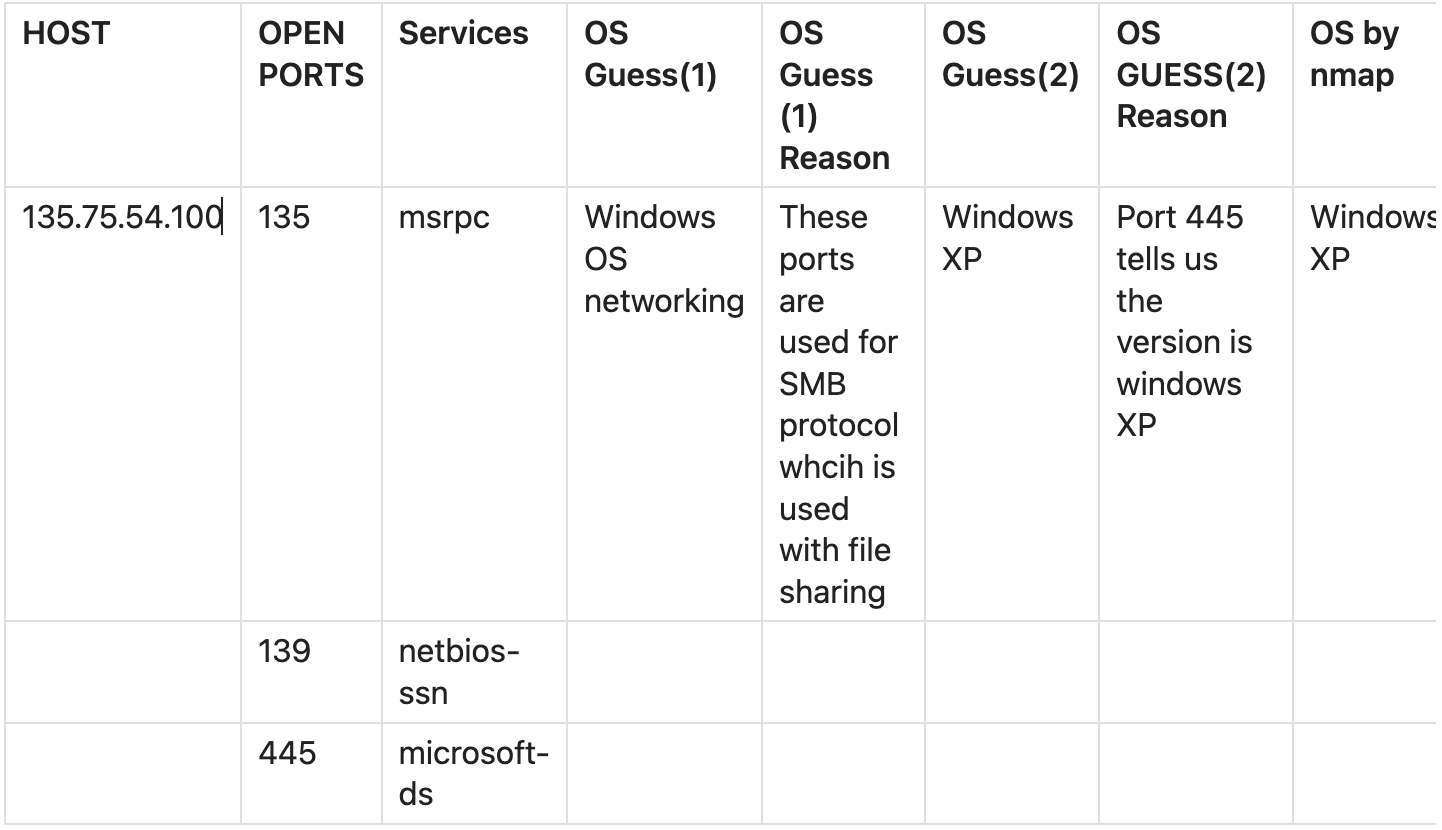 HOST
OPEN
PORTS
Services
OS
Guess(1)
OS
Guess
(1)
Reason
OS
Guess(2)
OS
GUESS(2)
Reason
OS by
nmap
135.75.54.100
135
msrpc
Windows
OS
networking
These
ports
are
used for
SMB
protocol
whcih is
used
with file
sharing
Windows
XP
Port 445
tells us
the
version is
windows
XP
Windows
XP
139
netbios-
ssn
445
microsoft-
ds